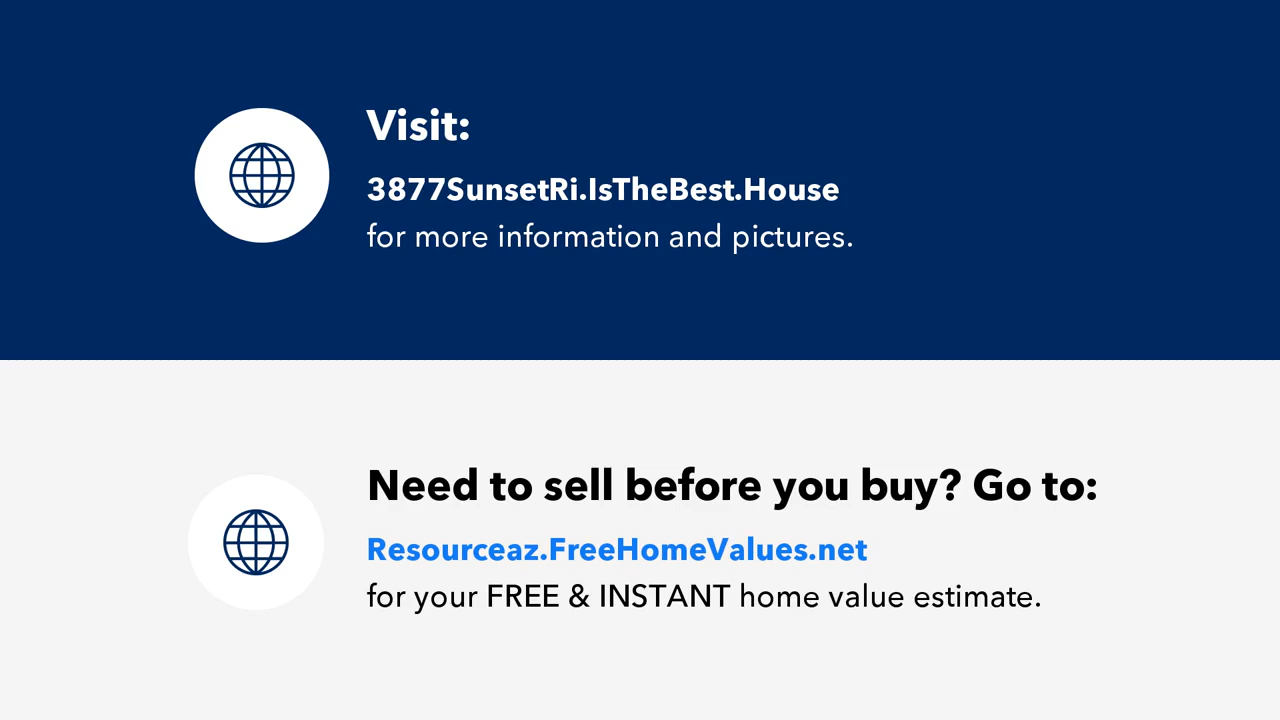 Visit:
3877SunsetRi.IsTheBest.House
for more information and pictures.
Need to sell before you buy? Go to:
Resourceaz.FreeHomeValues.net
for your FREE & INSTANT home value estimate.